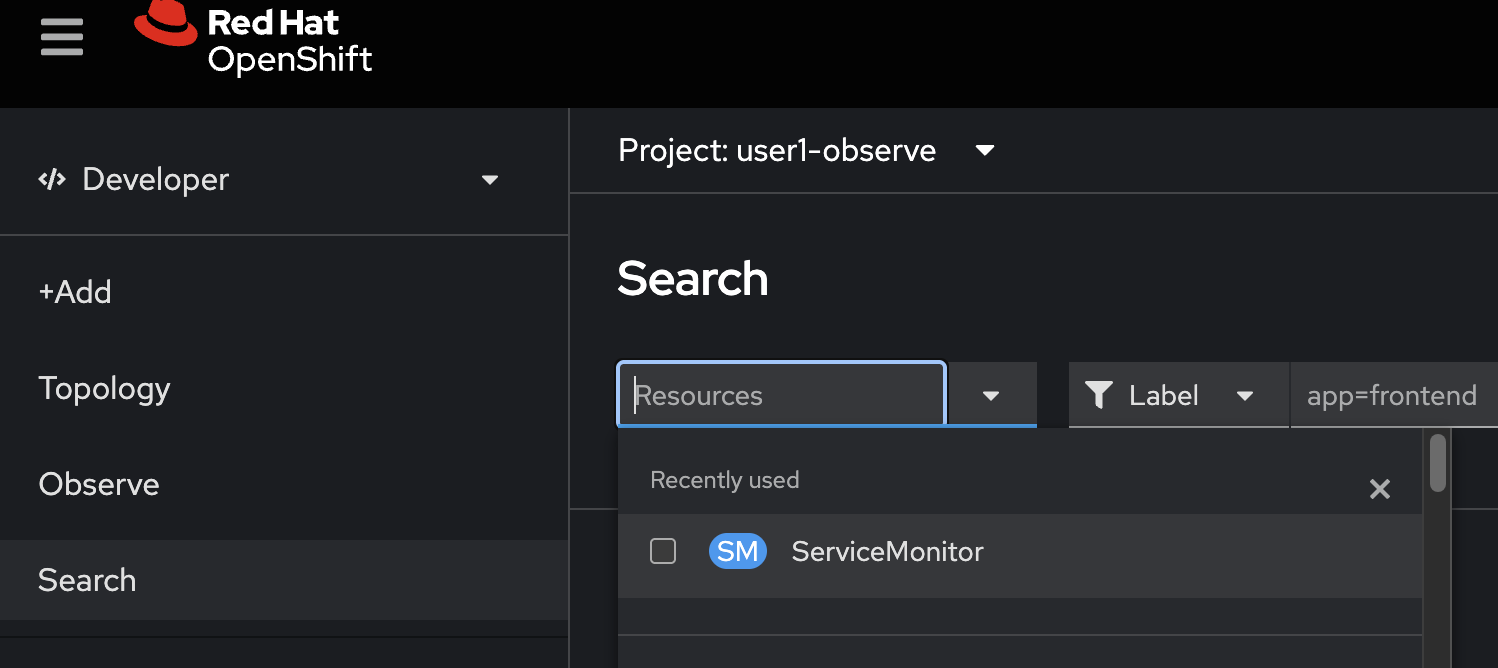 Red Hat
OpenShift
Developer
+Add
Topology
Observe
Search
Project: user1-observe
Search
Resources
Label
app=frontend
Recently used
SM ServiceMonitor